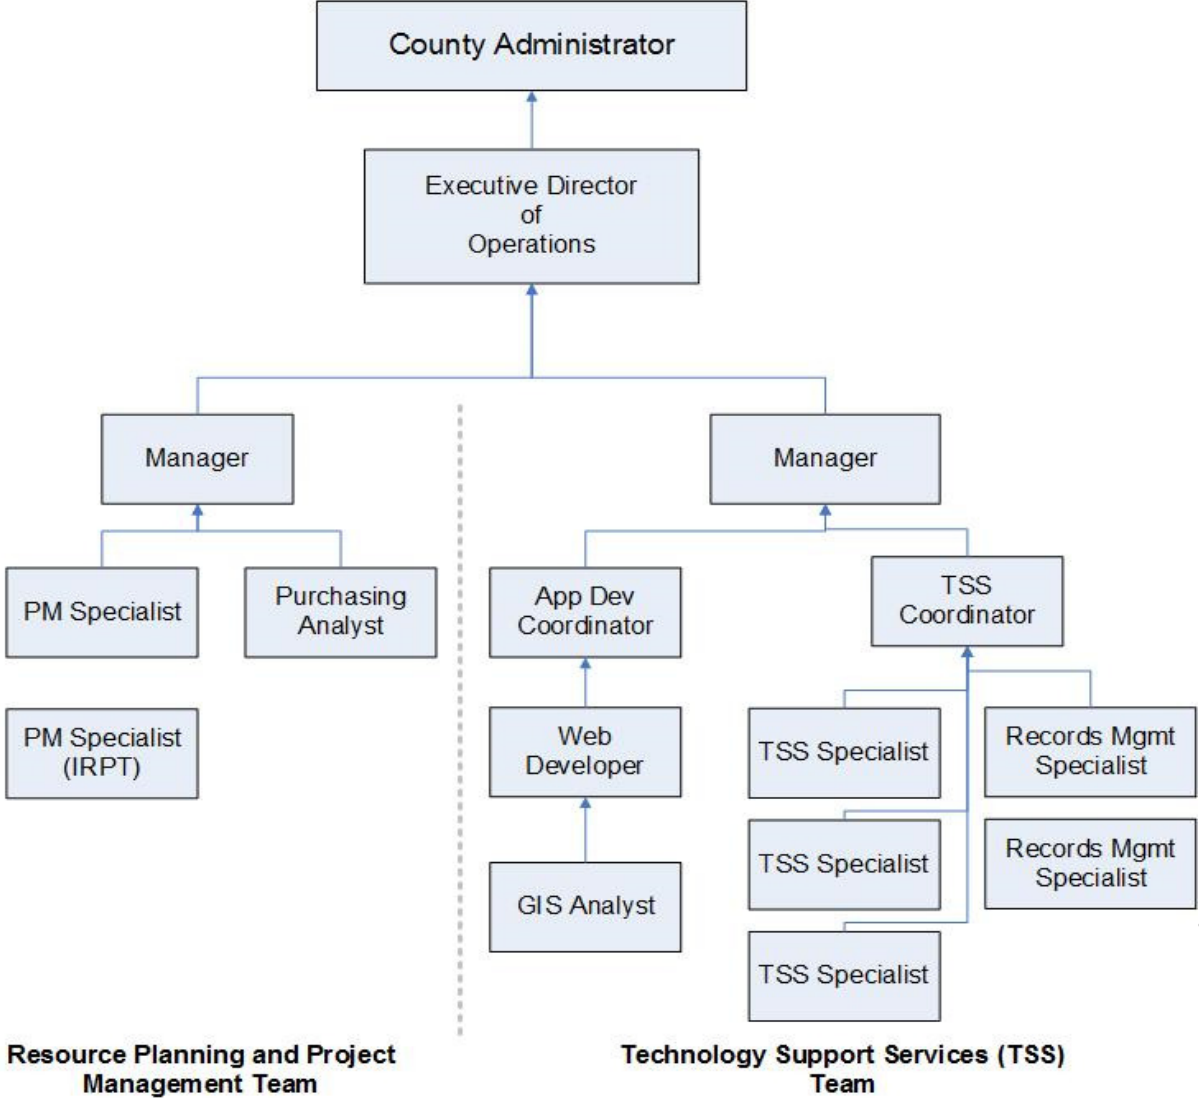 County Administrator
Executive Director
of
Operations
Manager
Manager
PM Specialist
Purchasing
Analyst
App Dev
Coordinator
TSS
Coordinator
PM Specialist
(IRPT)
Web
Developer
TSS Specialist
Records Mgmt
Specialist
GIS Analyst
TSS Specialist
Records Mgmt
Specialist
TSS Specialist
Resource Planning and Project
Management Team
Technology Support Services (TSS)
Team